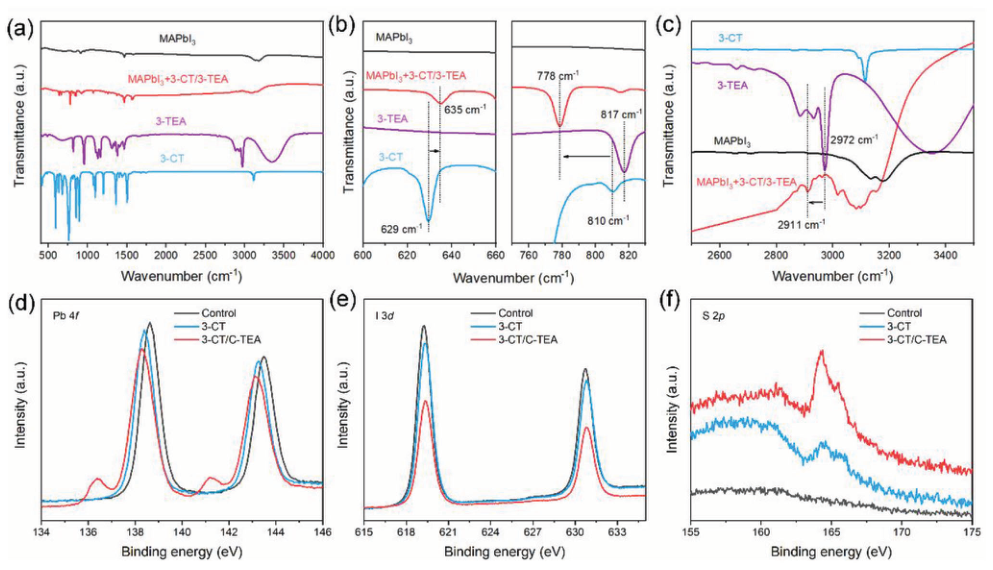 (a)
MAPbI₃
MAPbI₃+3-CT/3-TEA
3-TEA
3-CT
Transmittance (a.u.)
500 1000 1500 2000 2500 3000 3500 4000
Wavenumber (cm⁻¹)
(b)
MAPbI₃
MAPbI₃+3-CT/3-TEA
635 cm⁻¹
3-TEA
3-CT
629 cm⁻¹
778 cm⁻¹
817 cm⁻¹
810 cm⁻¹
Transmittance (a.u.)
600 620 640 660 760 780 800 820
Wavenumber (cm⁻¹)
(c)
3-CT
3-TEA
2972 cm⁻¹
MAPbI₃
MAPbI₃+3-CT/3-TEA
2911 cm⁻¹
Transmittance (a.u.)
2600 2800 3000 3200 3400
Wavenumber (cm⁻¹)
(d)
Pb 4f
Control
3-CT
3-CT/C-TEA
Intensity (a.u.)
134 136 138 140 142 144 146
Binding energy (eV)
(e)
I 3d
Control
3-CT
3-CT/C-TEA
Intensity (a.u.)
615 618 621 624 627 630 633
Binding energy (eV)
(f)
S 2p
Control
3-CT
3-CT/C-TEA
Intensity (a.u.)
155 160 165 170 175
Binding energy (eV)